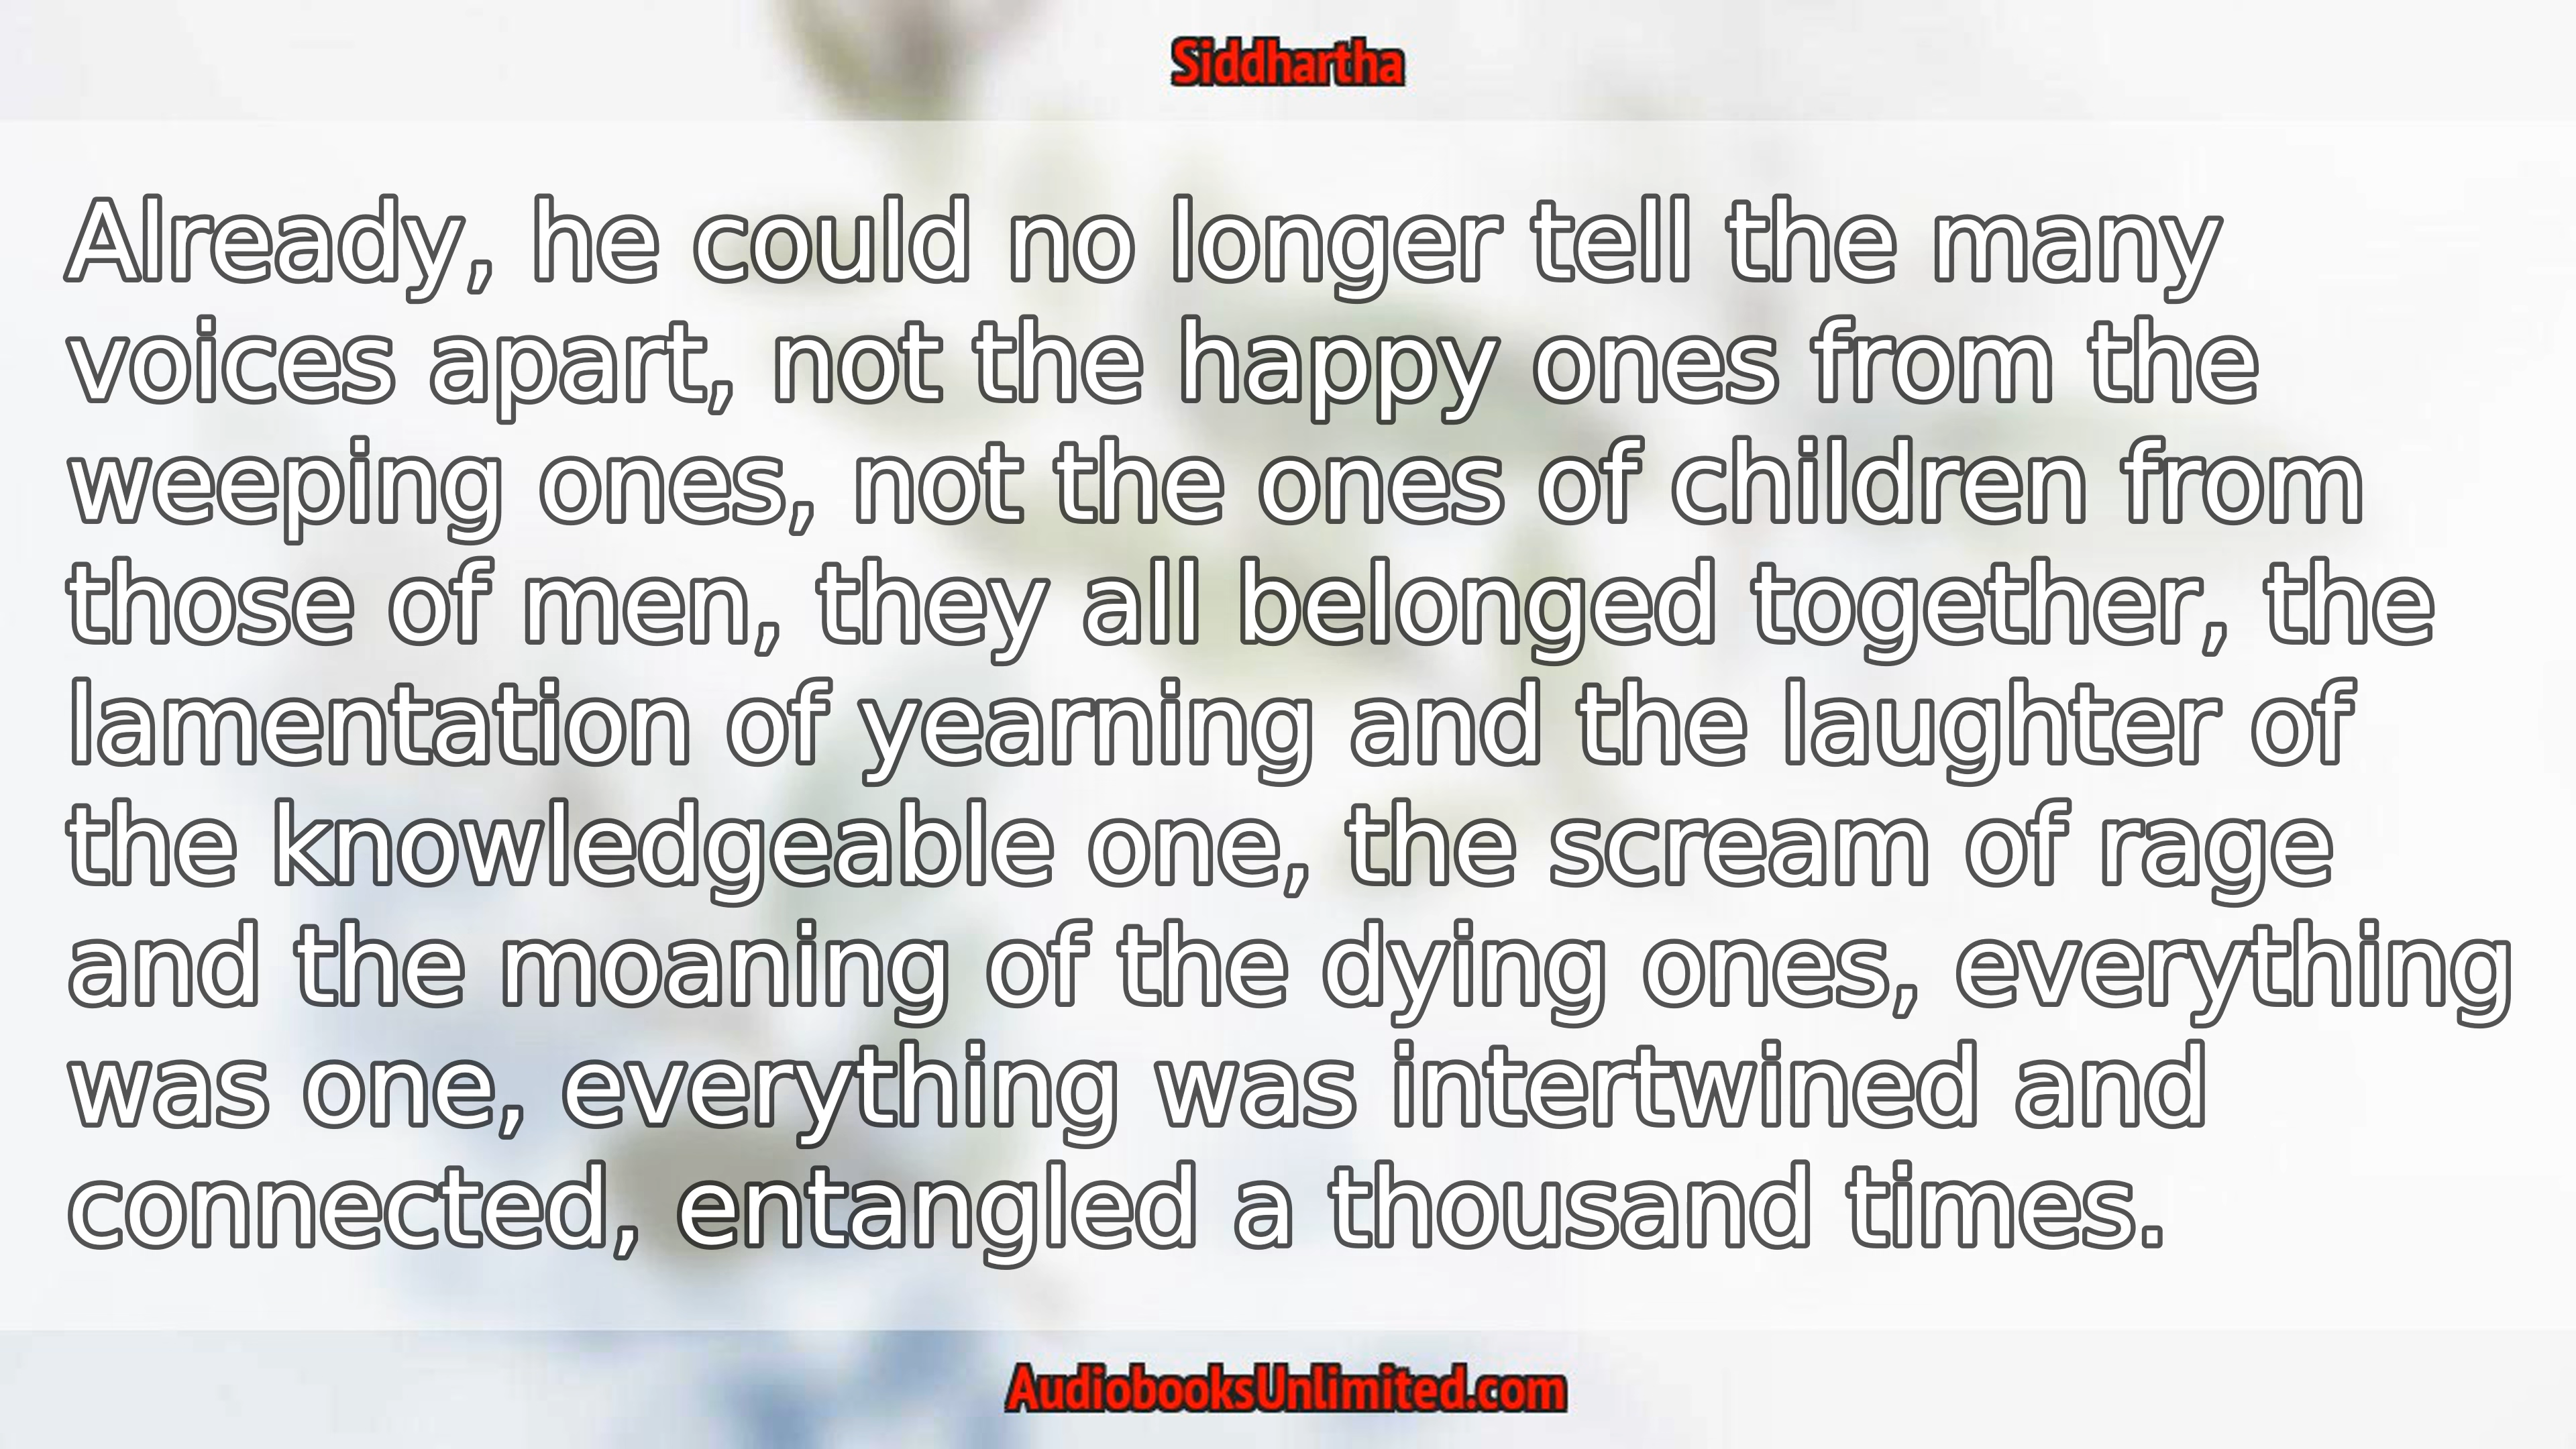 Siddhartha
Already, he could no longer tell the many
voices apart, not the happy ones from the
weeping ones, not the ones of children from
those of men, they all belonged together, the
lamentation of yearning and the laughter of
the knowledgeable one, the scream of rage
and the moaning of the dying ones, everything
was one, everything was intertwined and
connected, entangled a thousand times.
AudiobooksUnlimited.com